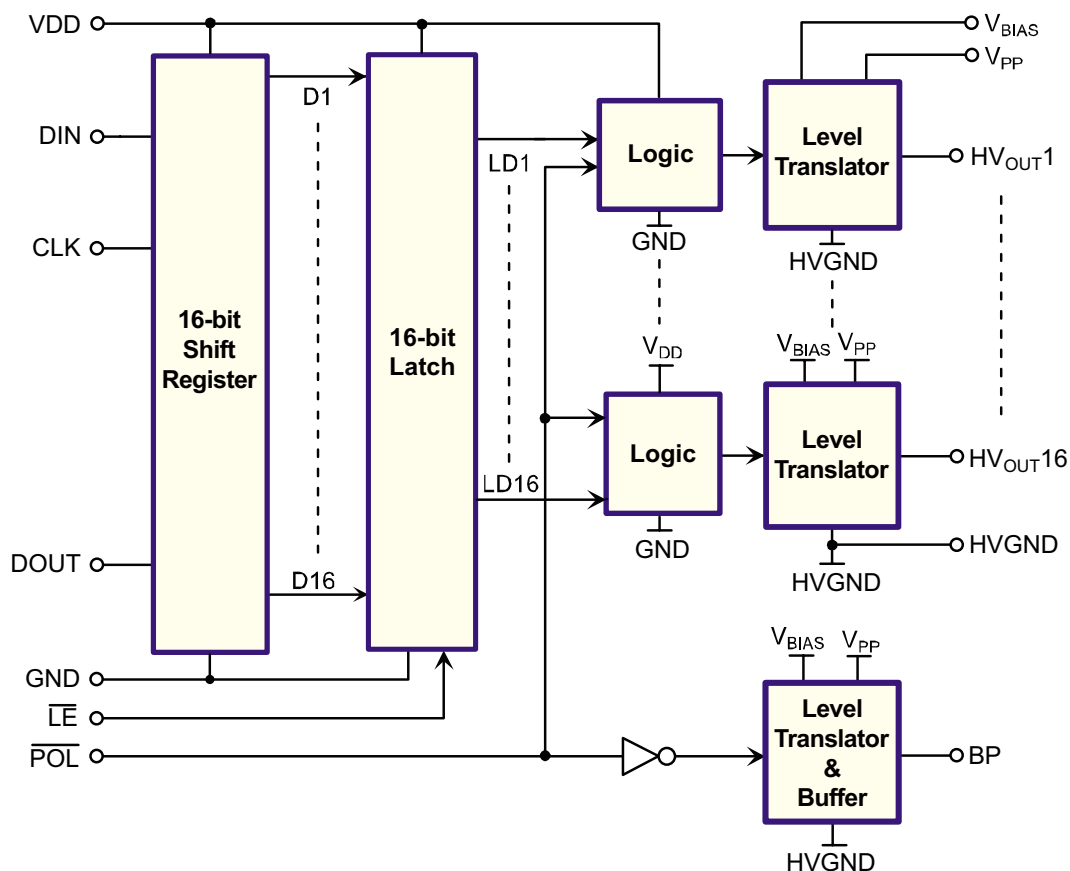 VDD
DIN
CLK
DOUT
GND
LE
POL
16-bit
Shift
Register
D1
D16
16-bit
Latch
LD1
LD16
Logic
GND
VDD
Logic
GND
VBIAS
VPP
Level
Translator
HVGND
HVOUT1
VBIAS
VPP
Level
Translator
HVOUT16
HVGND
HVGND
VBIAS
VPP
Level
Translator
&
Buffer
BP
HVGND